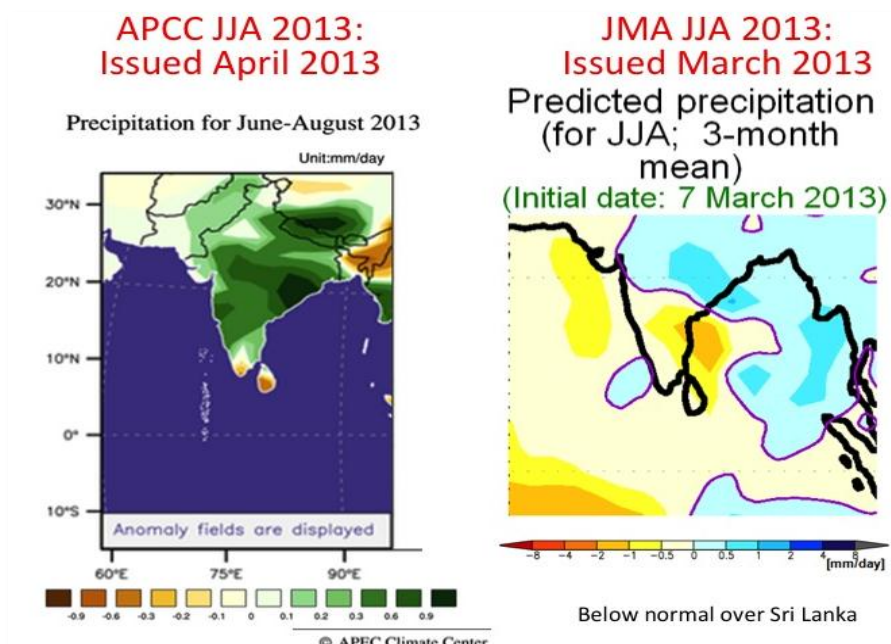 APCC JJA 2013:
Issued April 2013
Precipitation for June-August 2013
Unit:mm/day
30°N
20°N
10°N
0°
10°S
Anomaly fields are displayed
60°E 75°E 90°E
-0.9 -0.6 -0.3 -0.2 -0.1 0 0.1 0.2 0.3 0.6 0.9
© APEC Climate Center
JMA JJA 2013:
Issued March 2013
Predicted precipitation
(for JJA; 3-month
mean)
(Initial date: 7 March 2013)
-8 -4 -2 -1 -0.5 0 0.5 1 2 4 8
[mm/day]
Below normal over Sri Lanka